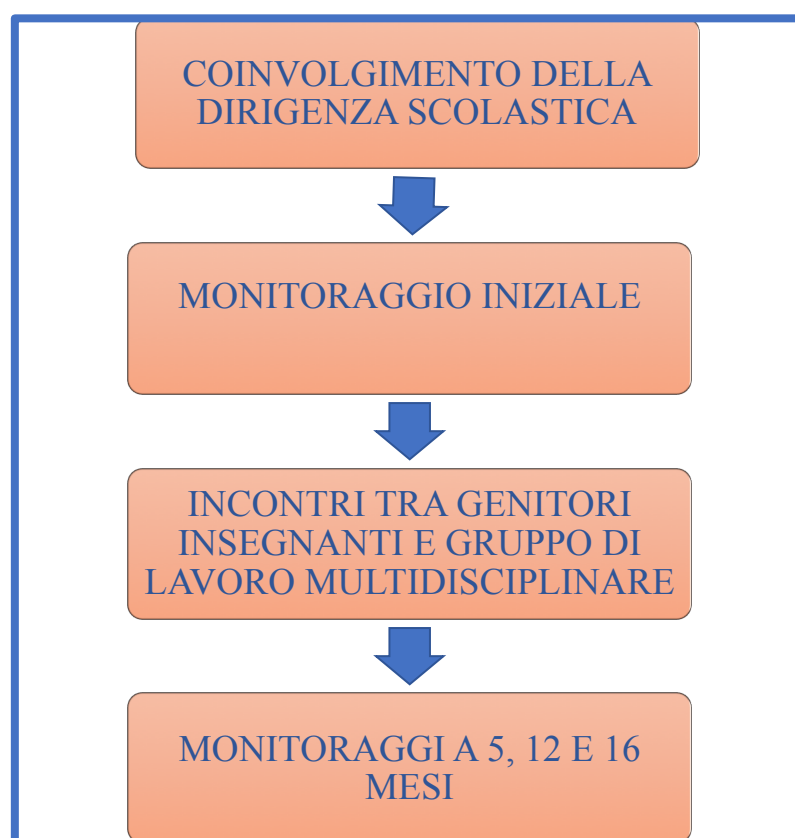 COINVOLGIMENTO DELLA
DIRIGENZA SCOLASTICA
MONITORAGGIO INIZIALE
INCONTRI TRA GENITORI
INSEGNANTI E GRUPPO DI
LAVORO MULTIDISCIPLINARE
MONITORAGGI A 5, 12 E 16
MESI